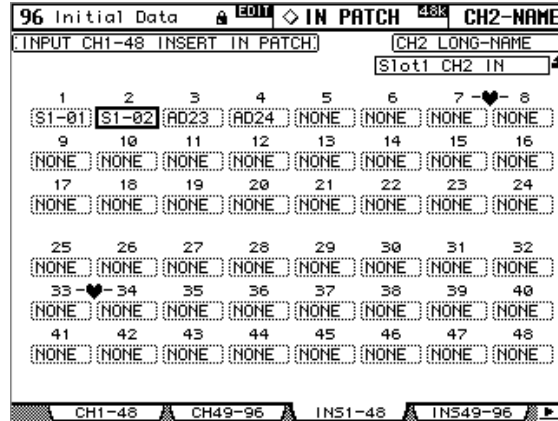 96 Initial Data EDIT IN PATCH 48K CH2-NAME
INPUT CH1-48 INSERT IN PATCH CH2 LONG-NAME
Slot1 CH2 IN
1 2 3 4 5 6 7 8
S1-01 S1-02 AD23 AD24 NONE NONE NONE NONE
9 10 11 12 13 14 15 16
NONE NONE NONE NONE NONE NONE NONE NONE
17 18 19 20 21 22 23 24
NONE NONE NONE NONE NONE NONE NONE NONE
25 26 27 28 29 30 31 32
NONE NONE NONE NONE NONE NONE NONE NONE
33 34 35 36 37 38 39 40
NONE NONE NONE NONE NONE NONE NONE NONE
41 42 43 44 45 46 47 48
NONE NONE NONE NONE NONE NONE NONE NONE
CH1-48 CH49-96 INS1-48 INS49-96